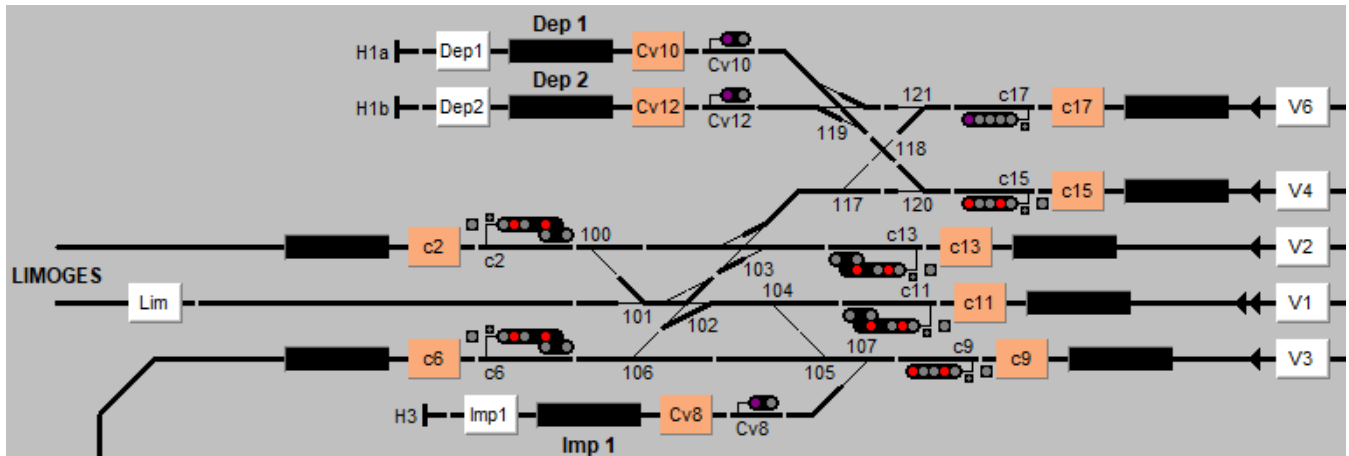 Dep 1
H1a Dep1 Cv10 Cv10
Dep 2
H1b Dep2 Cv12 Cv12 119 121 c17 c17 V6
118
117 120 c15 c15 V4
c2 c2 100 103 c13 c13 V2
LIMOGES
Lim 101 102 104 c11 c11 V1
c6 c6 106 105 107 c9 c9 V3
H3 Imp1 Cv8 Cv8
Imp 1